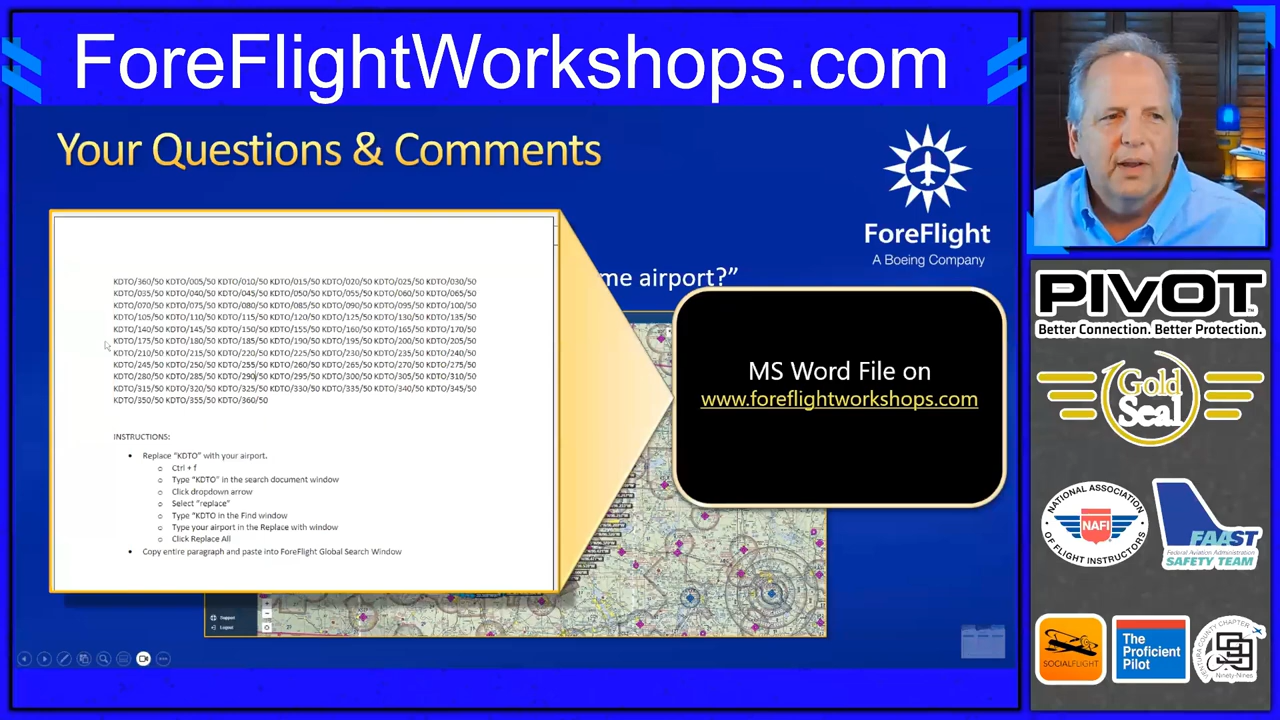 ForeFlightWorkshops.com
Your Questions & Comments
ForeFlight
A Boeing Company
me airport?”
KDTO/360/50 KDTO/005/50 KDTO/010/50 KDTO/015/50 KDTO/020/50 KDTO/025/50 KDTO/030/50
KDTO/035/50 KDTO/040/50 KDTO/045/50 KDTO/050/50 KDTO/055/50 KDTO/060/50 KDTO/065/50
KDTO/070/50 KDTO/075/50 KDTO/080/50 KDTO/085/50 KDTO/090/50 KDTO/095/50 KDTO/100/50
KDTO/105/50 KDTO/110/50 KDTO/115/50 KDTO/120/50 KDTO/125/50 KDTO/130/50 KDTO/135/50
KDTO/140/50 KDTO/145/50 KDTO/150/50 KDTO/155/50 KDTO/160/50 KDTO/165/50 KDTO/170/50
KDTO/175/50 KDTO/180/50 KDTO/185/50 KDTO/190/50 KDTO/195/50 KDTO/200/50 KDTO/205/50
KDTO/210/50 KDTO/215/50 KDTO/220/50 KDTO/225/50 KDTO/230/50 KDTO/235/50 KDTO/240/50
KDTO/245/50 KDTO/250/50 KDTO/255/50 KDTO/260/50 KDTO/265/50 KDTO/270/50 KDTO/275/50
KDTO/280/50 KDTO/285/50 KDTO/290/50 KDTO/295/50 KDTO/300/50 KDTO/305/50 KDTO/310/50
KDTO/315/50 KDTO/320/50 KDTO/325/50 KDTO/330/50 KDTO/335/50 KDTO/340/50 KDTO/345/50
KDTO/350/50 KDTO/355/50 KDTO/360/50
INSTRUCTIONS:
• Replace “KDTO” with your airport.
o Ctrl + f
o Type “KDTO” in the search document window
o Click dropdown arrow
o Select “replace”
o Type “KDTO in the Find window
o Type your airport in the Replace with window
o Click Replace All
• Copy entire paragraph and paste into ForeFlight Global Search Window
MS Word File on
www.foreflightworkshops.com
Support
Logout
PIVOT
Better Connection. Better Protection.
Gold
Seal
NATIONAL ASSOCIATION
NAFI
OF FLIGHT INSTRUCTORS
FAAST
Federal Aviation Administration
SAFETY TEAM
SOCIALFLIGHT
The
Proficient
Pilot
VENTURA COUNTY CHAPTER
99
Ninety-Nines